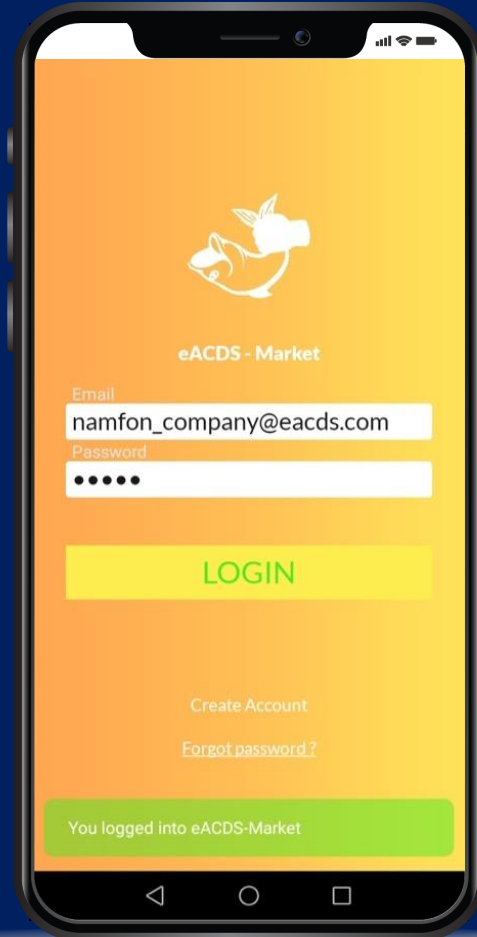 eACDS - Market
Email
namfon_company@eacds.com
Password
●●●●●
LOGIN
Create Account
Forgot password ?
You logged into eACDS-Market